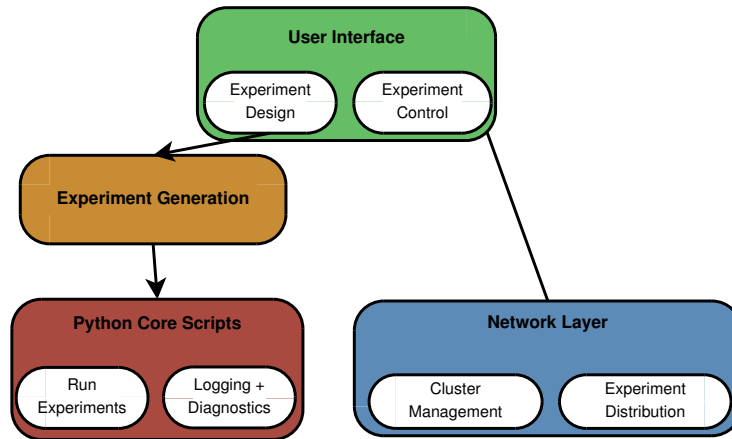 User Interface
Experiment
Design
Experiment
Control
Experiment Generation
Python Core Scripts
Run
Experiments
Logging +
Diagnostics
Network Layer
Cluster
Management
Experiment
Distribution